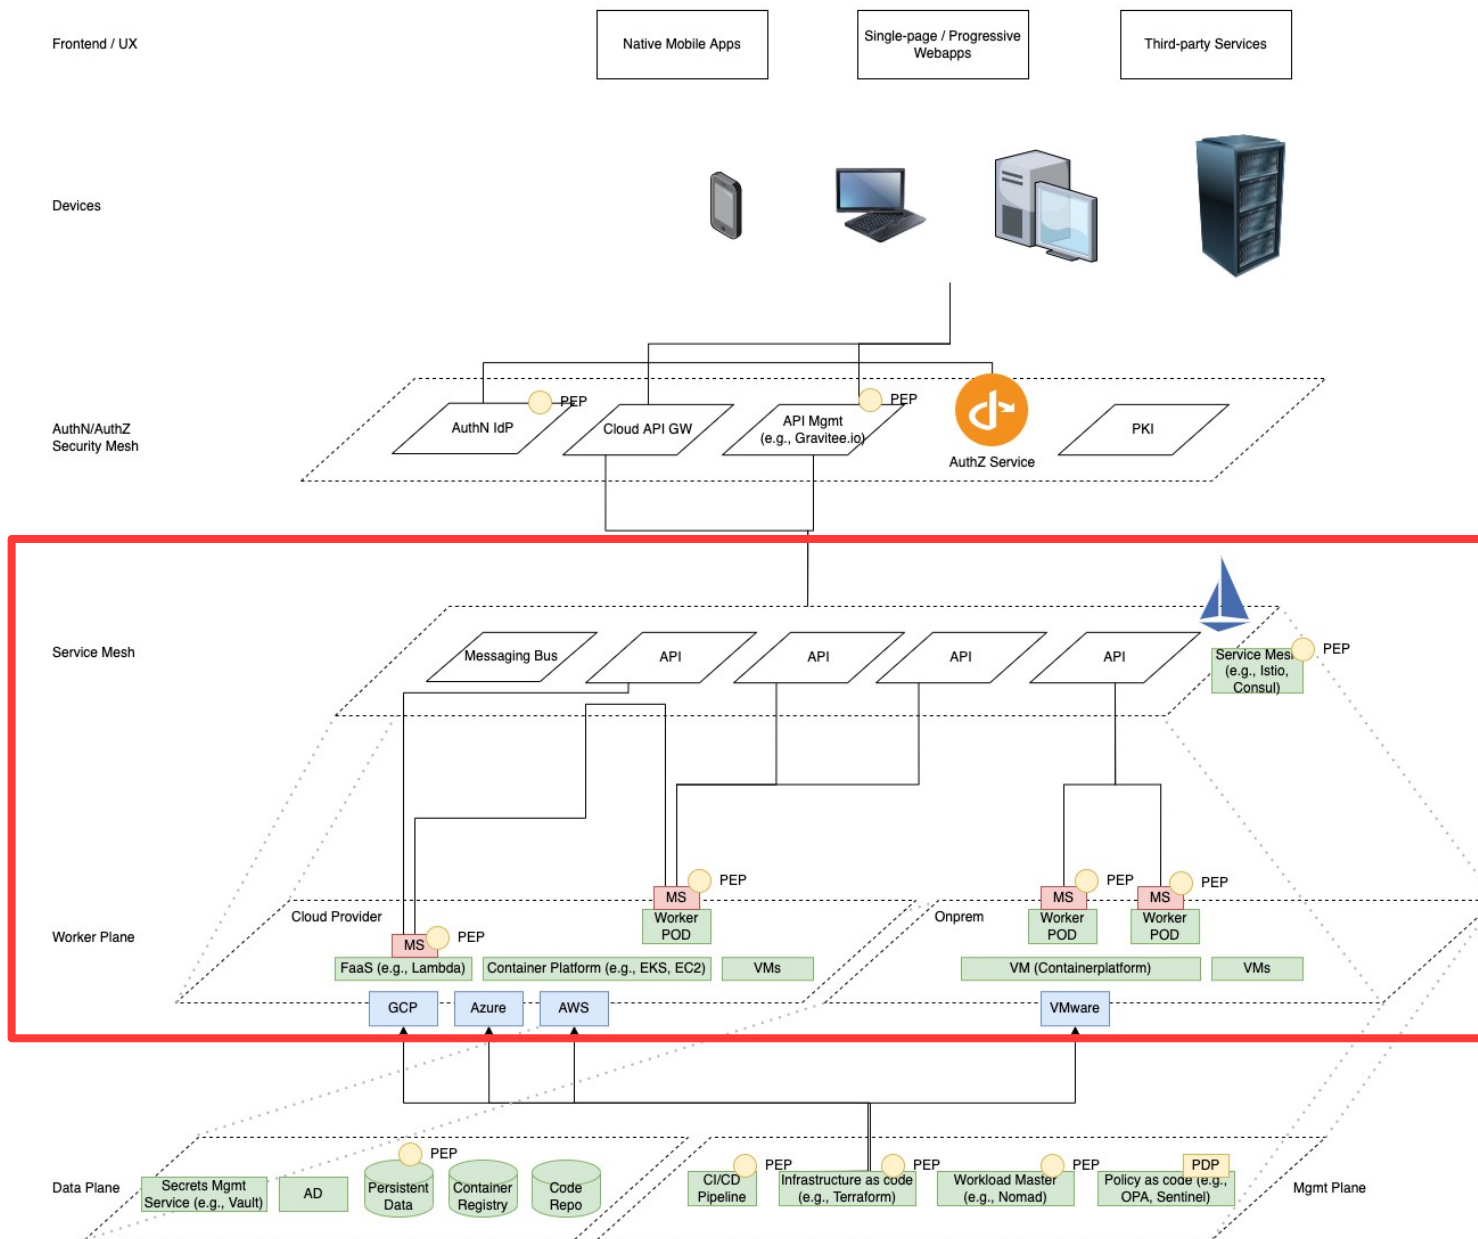 Frontend / UX
Native Mobile Apps
Single-page / Progressive
Webapps
Third-party Services
Devices
AuthN/AuthZ
Security Mesh
AuthN IdP
PEP
Cloud API GW
API Mgmt
(e.g., Gravitee.io)
PEP
AuthZ Service
PKI
Service Mesh
Messaging Bus
API
API
API
API
Service Mesh
(e.g., Istio,
Consul)
PEP
Worker Plane
Cloud Provider
MS
PEP
FaaS (e.g., Lambda)
MS
PEP
Worker
POD
Container Platform (e.g., EKS, EC2)
VMs
GCP
Azure
AWS
Onprem
MS
PEP
Worker
POD
MS
PEP
Worker
POD
VM (Containerplatform)
VMs
VMware
Data Plane
Secrets Mgmt
Service (e.g., Vault)
AD
PEP
Persistent
Data
Container
Registry
Code
Repo
PEP
CI/CD
Pipeline
PEP
Infrastructure as code
(e.g., Terraform)
PEP
Workload Master
(e.g., Nomad)
PDP
Policy as code (e.g.,
OPA, Sentinel)
Mgmt Plane